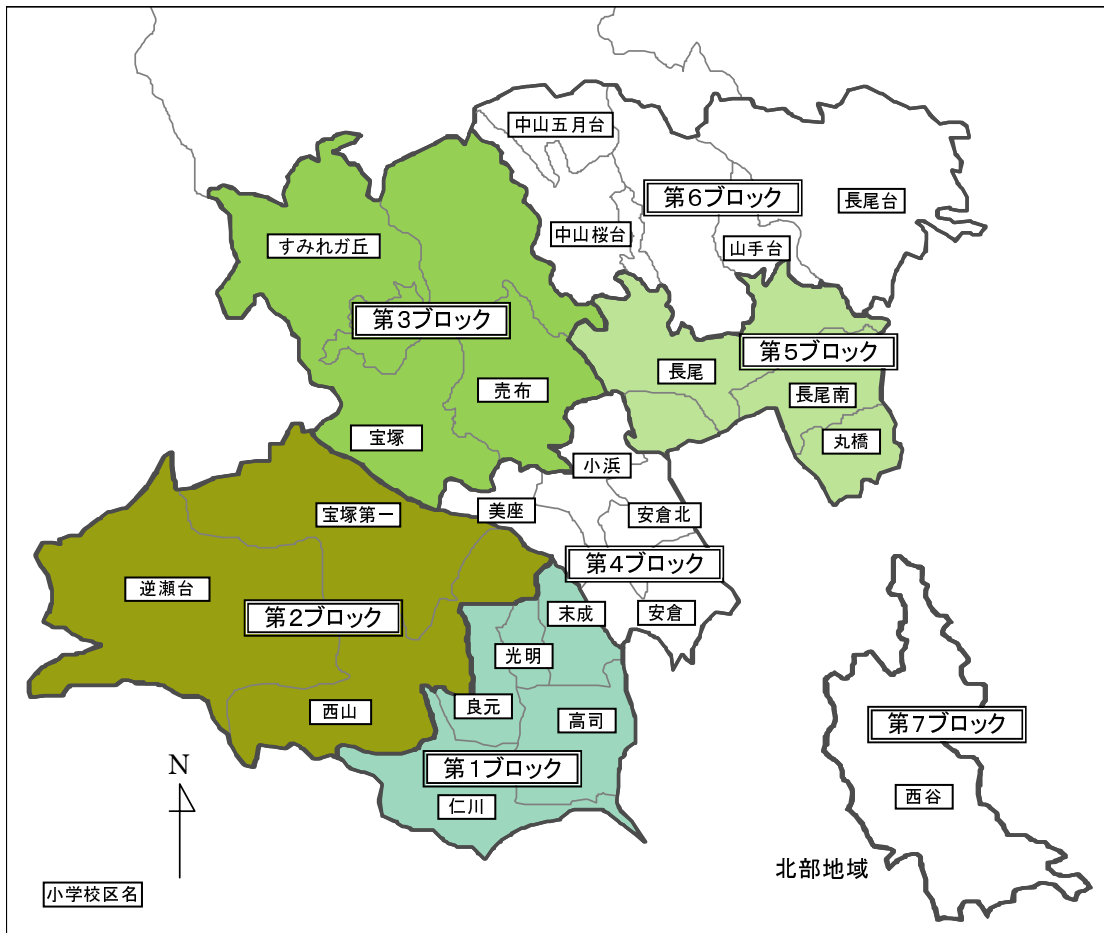 中山五月台
第6ブロック
長尾台
中山桜台
山手台
すみれガ丘
第3ブロック
売布
宝塚
第5ブロック
長尾
長尾南
丸橋
小浜
美座
安倉北
第4ブロック
安倉
宝塚第一
逆瀬台
第2ブロック
西山
末成
光明
良元
高司
第1ブロック
仁川
第7ブロック
西谷
北部地域
N
小学校区名